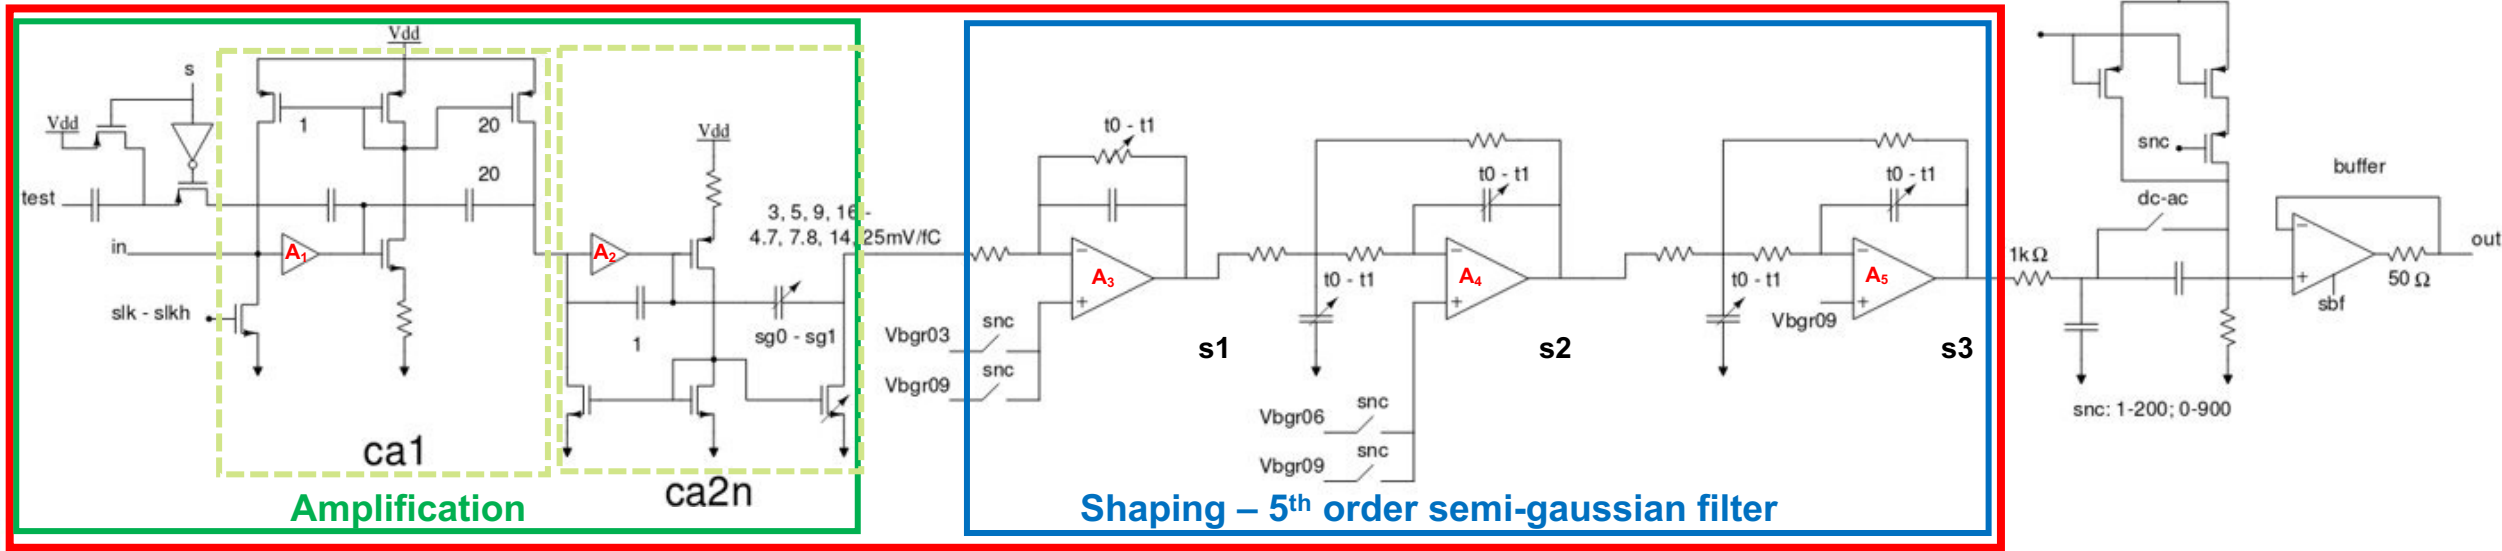 Vdd
s
1
20
Vdd
20
test
in
A1
slk - slkh
ca1
Vdd
3, 5, 9, 16 -
4.7, 7.8, 14, 25mV/fC
A2
1
sg0 - sg1
ca2n
Amplification
t0 - t1
A3
Vbgr03
snc
Vbgr09
snc
s1
t0 - t1
t0 - t1
A4
Vbgr06
snc
Vbgr09
snc
s2
t0 - t1
t0 - t1
A5
Vbgr09
s3
Shaping – 5th order semi-gaussian filter
1kΩ
snc
dc-ac
buffer
sbf
50 Ω
out
snc: 1-200; 0-900